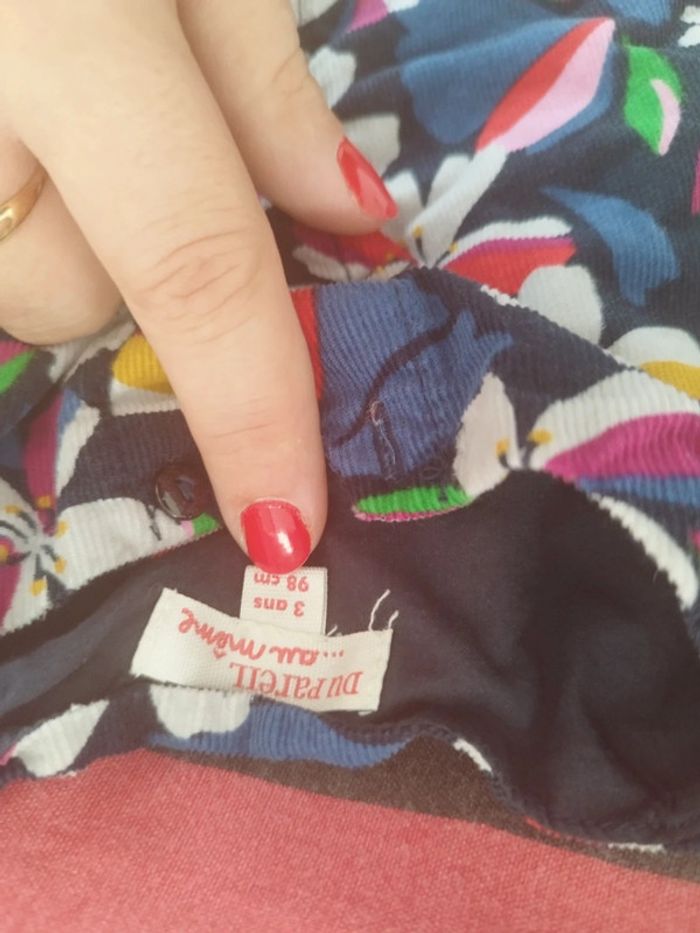 DU PAREIL
...au même
3 ans
98 cm